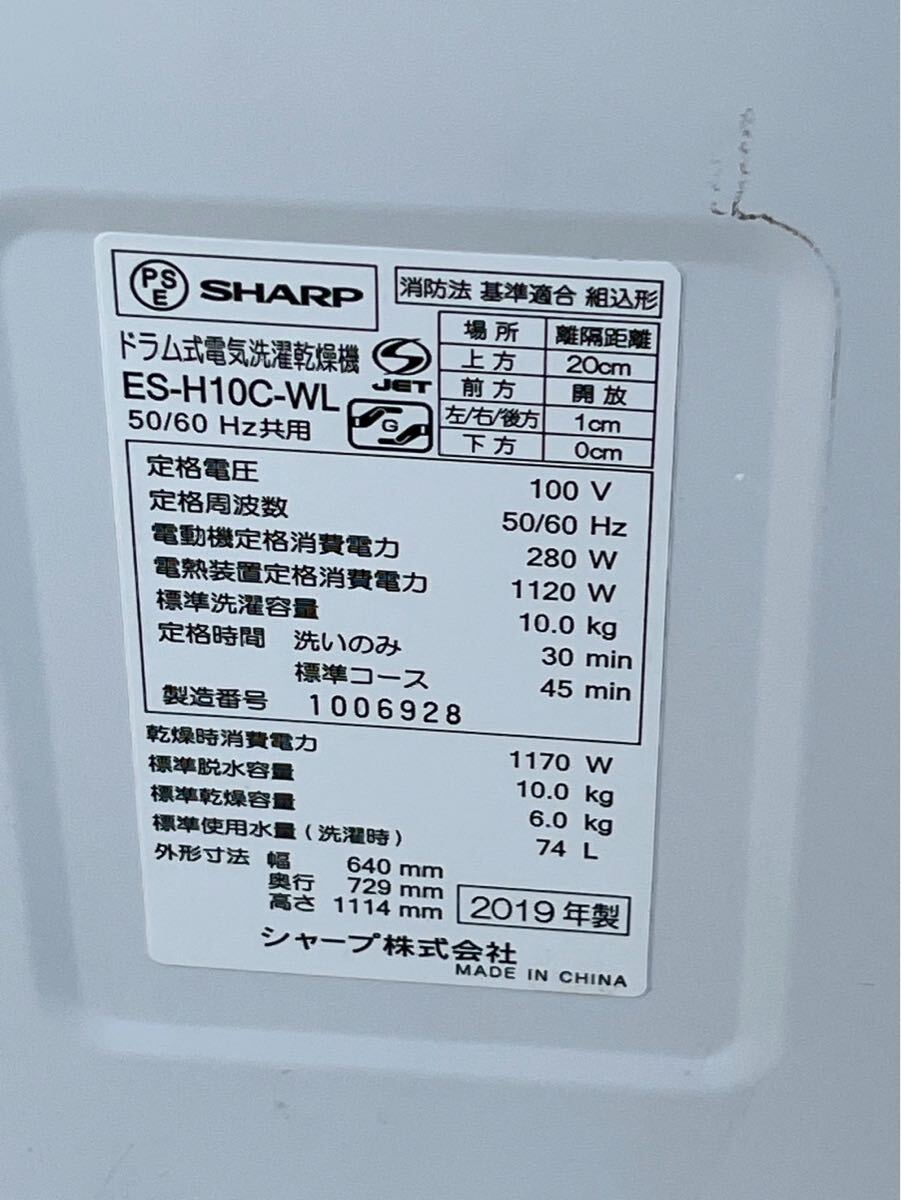 PSE SHARP
消防法 基準適合 組込形
ドラム式電気洗濯乾燥機
ES-H10C-WL
50/60 Hz共用
JET
G
場所 離隔距離
上方 20cm
前方 開放
左/右/後方 1cm
下方 0cm
定格電圧 100 V
定格周波数 50/60 Hz
電動機定格消費電力 280 W
電熱装置定格消費電力 1120 W
標準洗濯容量 10.0 kg
定格時間 洗いのみ 30 min
標準コース 45 min
製造番号 1006928
乾燥時消費電力 1170 W
標準脱水容量 10.0 kg
標準乾燥容量 6.0 kg
標準使用水量(洗濯時) 74 L
外形寸法 幅 640 mm
奥行 729 mm
高さ 1114 mm
2019年製
シャープ株式会社
MADE IN CHINA